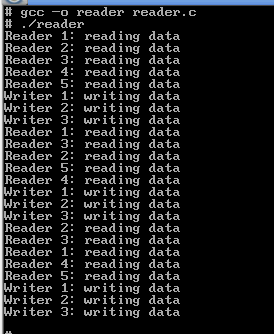 # gcc -o reader reader.c
# ./reader
Reader 1: reading data
Reader 2: reading data
Reader 3: reading data
Reader 4: reading data
Reader 5: reading data
Writer 1: writing data
Writer 2: writing data
Writer 3: writing data
Reader 1: reading data
Reader 3: reading data
Reader 2: reading data
Reader 5: reading data
Reader 4: reading data
Writer 1: writing data
Writer 2: writing data
Writer 3: writing data
Reader 2: reading data
Reader 3: reading data
Reader 1: reading data
Reader 4: reading data
Reader 5: reading data
Writer 1: writing data
Writer 2: writing data
Writer 3: writing data
#